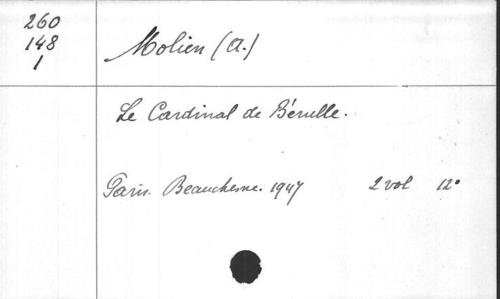 260
148
1
Molien (A.)
Le Cardinal de Bérulle.
Paris. Beauchesne. 1947 2 vol 12°